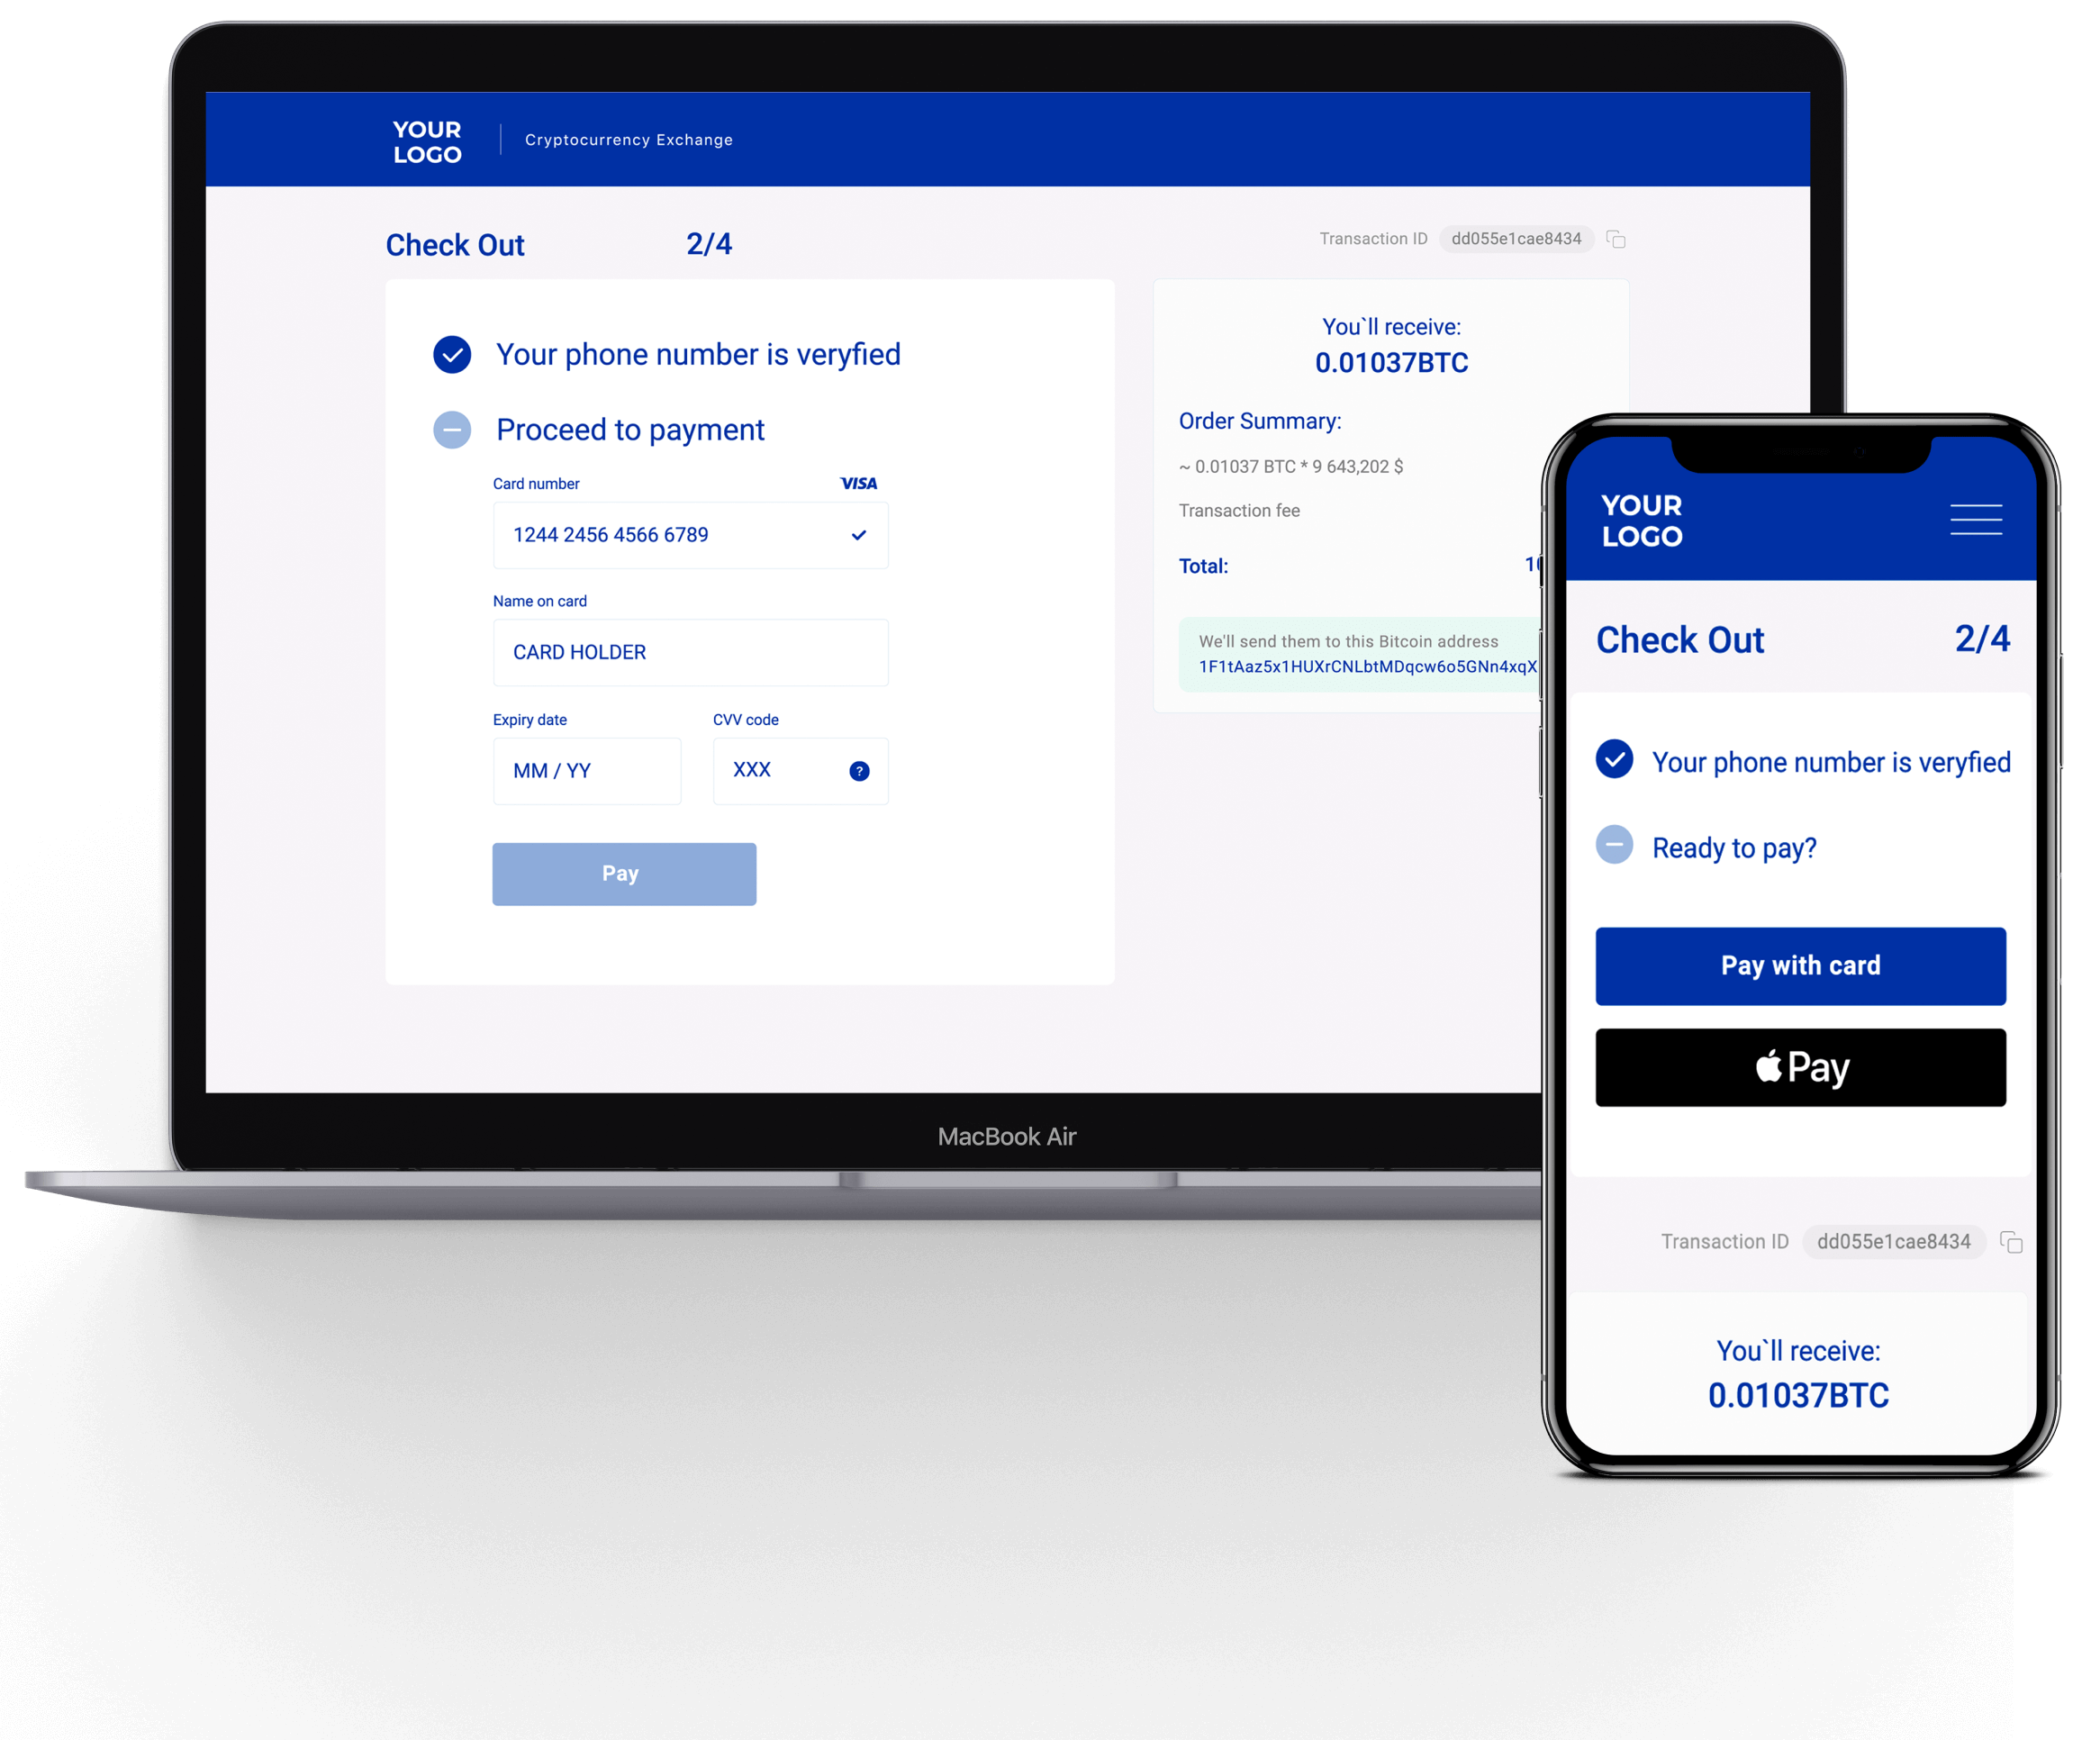 YOUR
LOGO
Cryptocurrency Exchange
Check Out
2/4
Transaction ID dd055e1cae8434
Your phone number is veryfied
Proceed to payment
Card number
VISA
1244 2456 4566 6789
Name on card
CARD HOLDER
Expiry date
CVV code
MM / YY
XXX
?
Pay
You`ll receive:
0.01037BTC
Order Summary:
~ 0.01037 BTC * 9 643,202 $
Transaction fee
Total:
We'll send them to this Bitcoin address
1F1tAaz5x1HUXrCNLbtMDqcw6o5GNn4xqX
MacBook Air
YOUR
LOGO
Check Out
2/4
Your phone number is veryfied
Ready to pay?
Pay with card
Pay
Transaction ID dd055e1cae8434
You`ll receive:
0.01037BTC